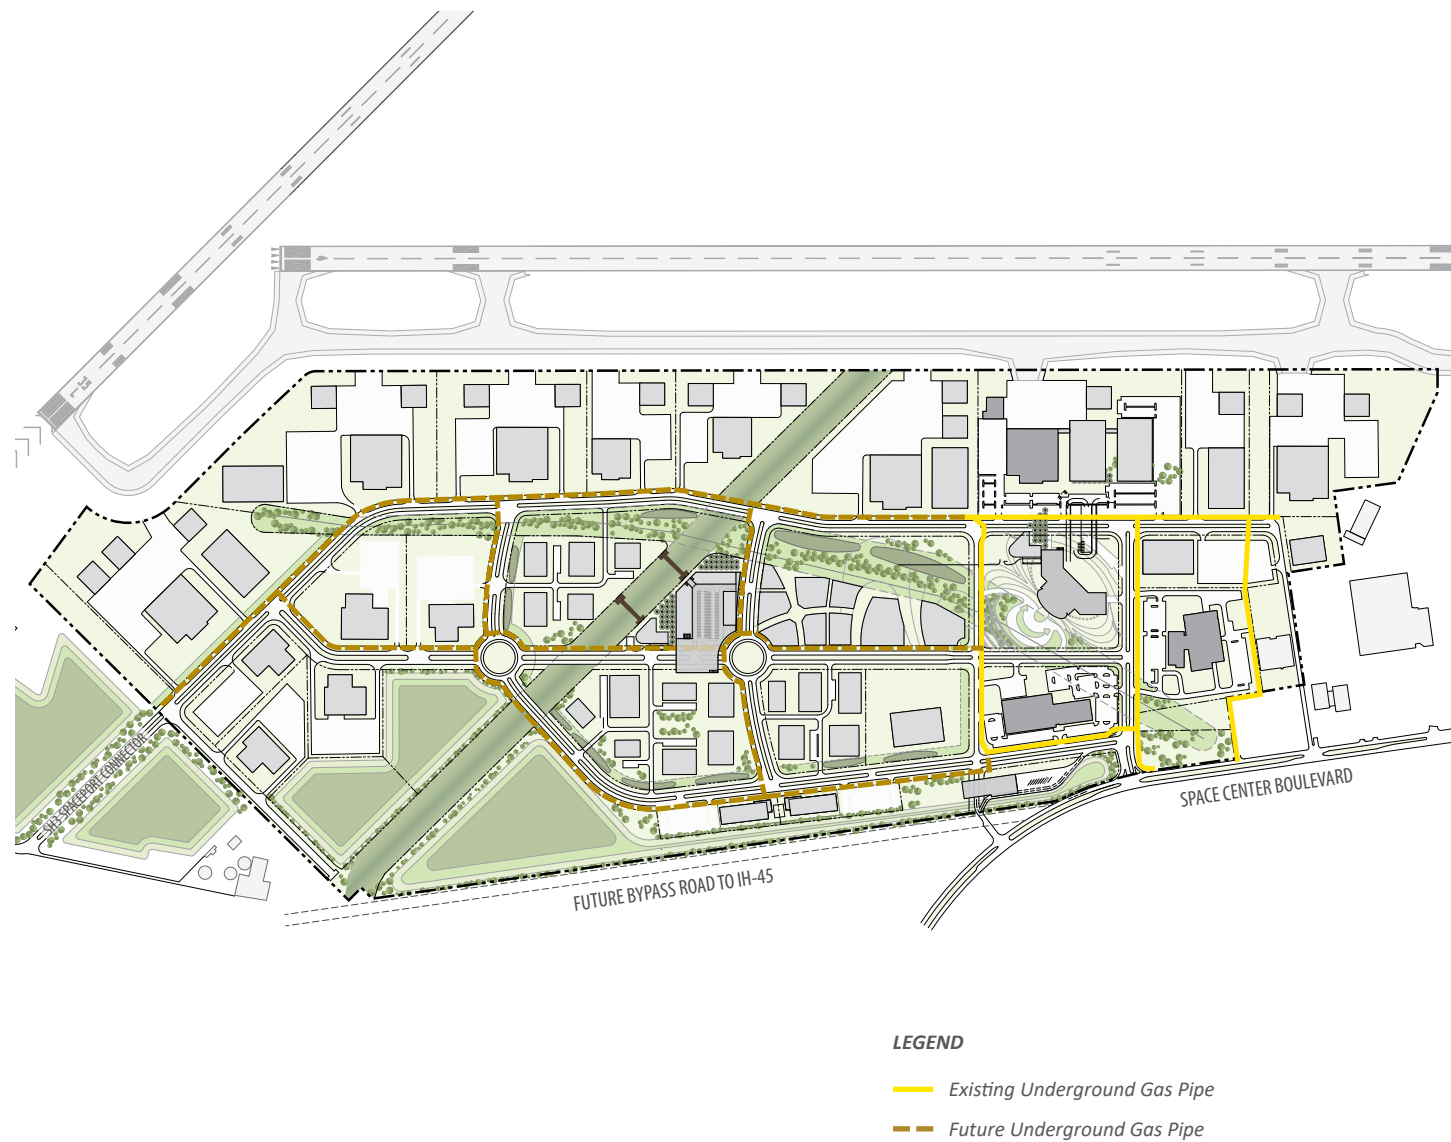 SH3 SPACEPORT CONNECTOR
SPACE CENTER BOULEVARD
FUTURE BYPASS ROAD TO IH-45
LEGEND
Existing Underground Gas Pipe
Future Underground Gas Pipe